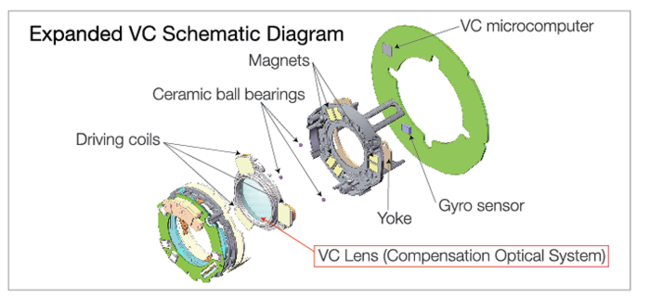 Expanded VC Schematic Diagram
VC microcomputer
Magnets
Ceramic ball bearings
Driving coils
Gyro sensor
Yoke
VC Lens (Compensation Optical System)